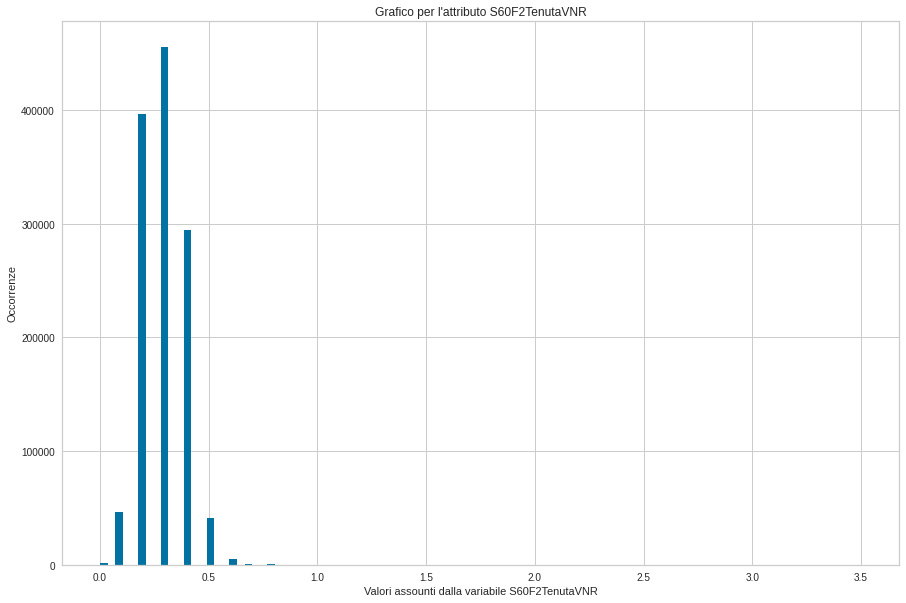 Grafico per l'attributo S60F2TenutaVNR
Occorrenze
400000
300000
200000
100000
0
0.0 0.5 1.0 1.5 2.0 2.5 3.0 3.5
Valori assounti dalla variabile S60F2TenutaVNR